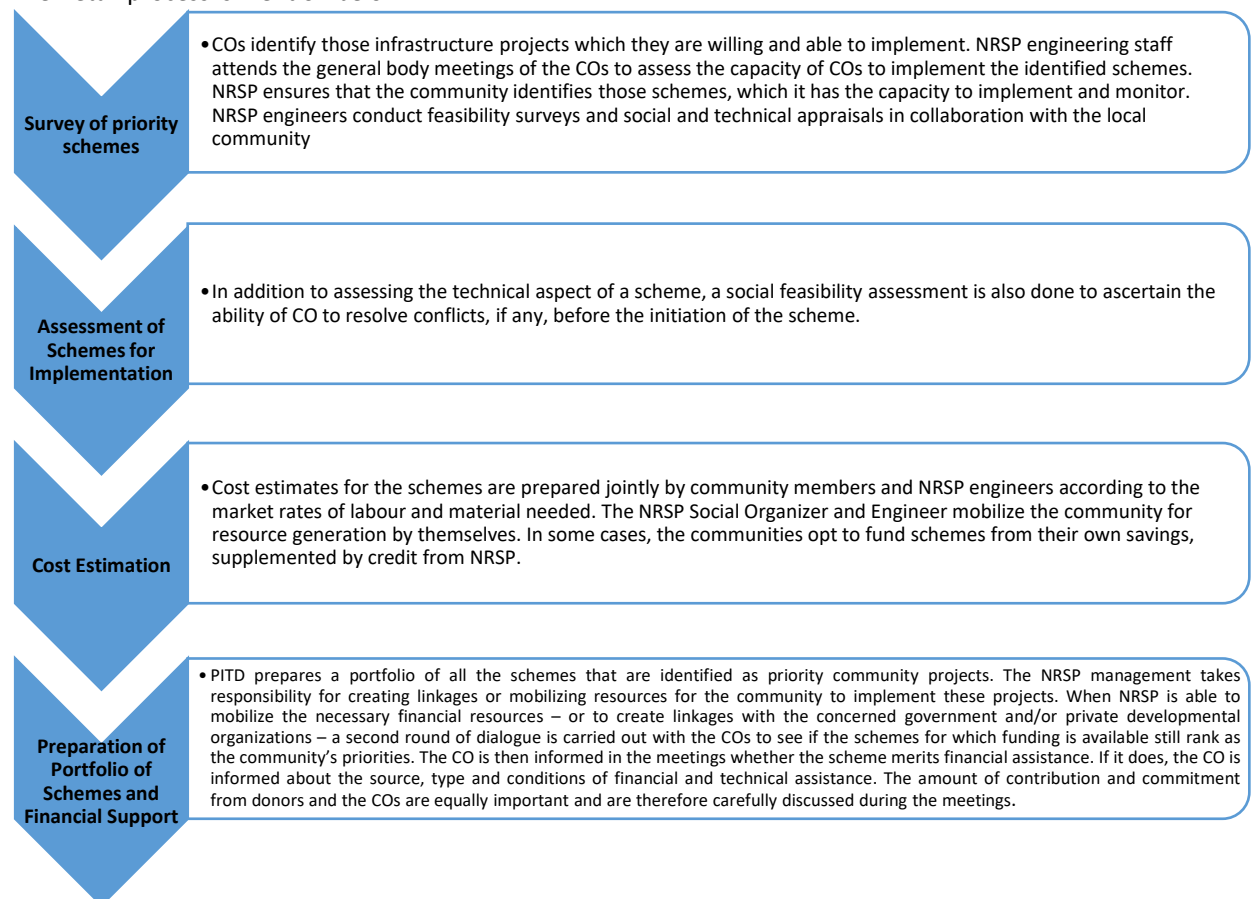 Survey of priority
schemes
•COs identify those infrastructure projects which they are willing and able to implement. NRSP engineering staff
attends the general body meetings of the COs to assess the capacity of COs to implement the identified schemes.
NRSP ensures that the community identifies those schemes, which it has the capacity to implement and monitor.
NRSP engineers conduct feasibility surveys and social and technical appraisals in collaboration with the local
community
Assessment of
Schemes for
Implementation
•In addition to assessing the technical aspect of a scheme, a social feasibility assessment is also done to ascertain the
ability of CO to resolve conflicts, if any, before the initiation of the scheme.
Cost Estimation
•Cost estimates for the schemes are prepared jointly by community members and NRSP engineers according to the
market rates of labour and material needed. The NRSP Social Organizer and Engineer mobilize the community for
resource generation by themselves. In some cases, the communities opt to fund schemes from their own savings,
supplemented by credit from NRSP.
Preparation of
Portfolio of
Schemes and
Financial Support
• PITD prepares a portfolio of all the schemes that are identified as priority community projects. The NRSP management takes
responsibility for creating linkages or mobilizing resources for the community to implement these projects. When NRSP is able to
mobilize the necessary financial resources – or to create linkages with the concerned government and/or private developmental
organizations – a second round of dialogue is carried out with the COs to see if the schemes for which funding is available still rank as
the community's priorities. The CO is then informed in the meetings whether the scheme merits financial assistance. If it does, the CO is
informed about the source, type and conditions of financial and technical assistance. The amount of contribution and commitment
from donors and the COs are equally important and are therefore carefully discussed during the meetings.